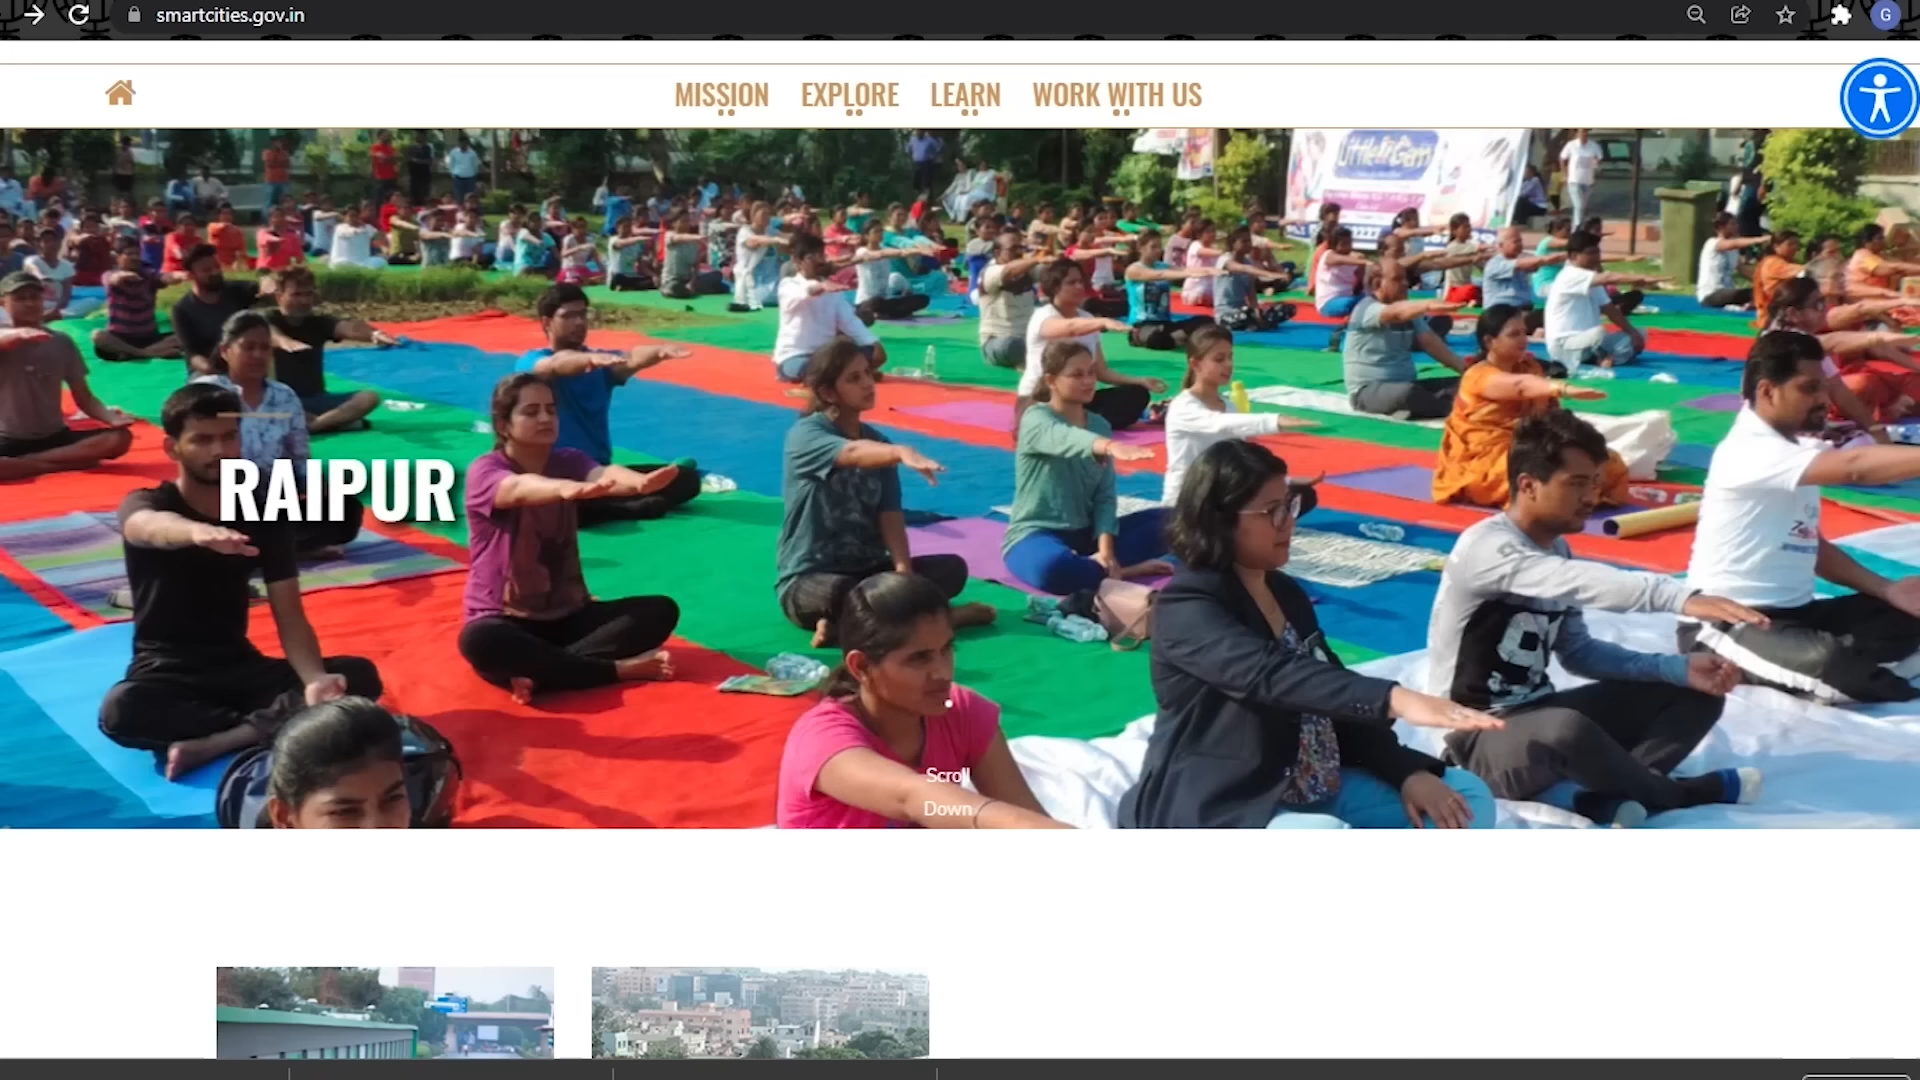 smartcities.gov.in
G
MISSION EXPLORE LEARN WORK WITH US
RAIPUR
Scroll
Down